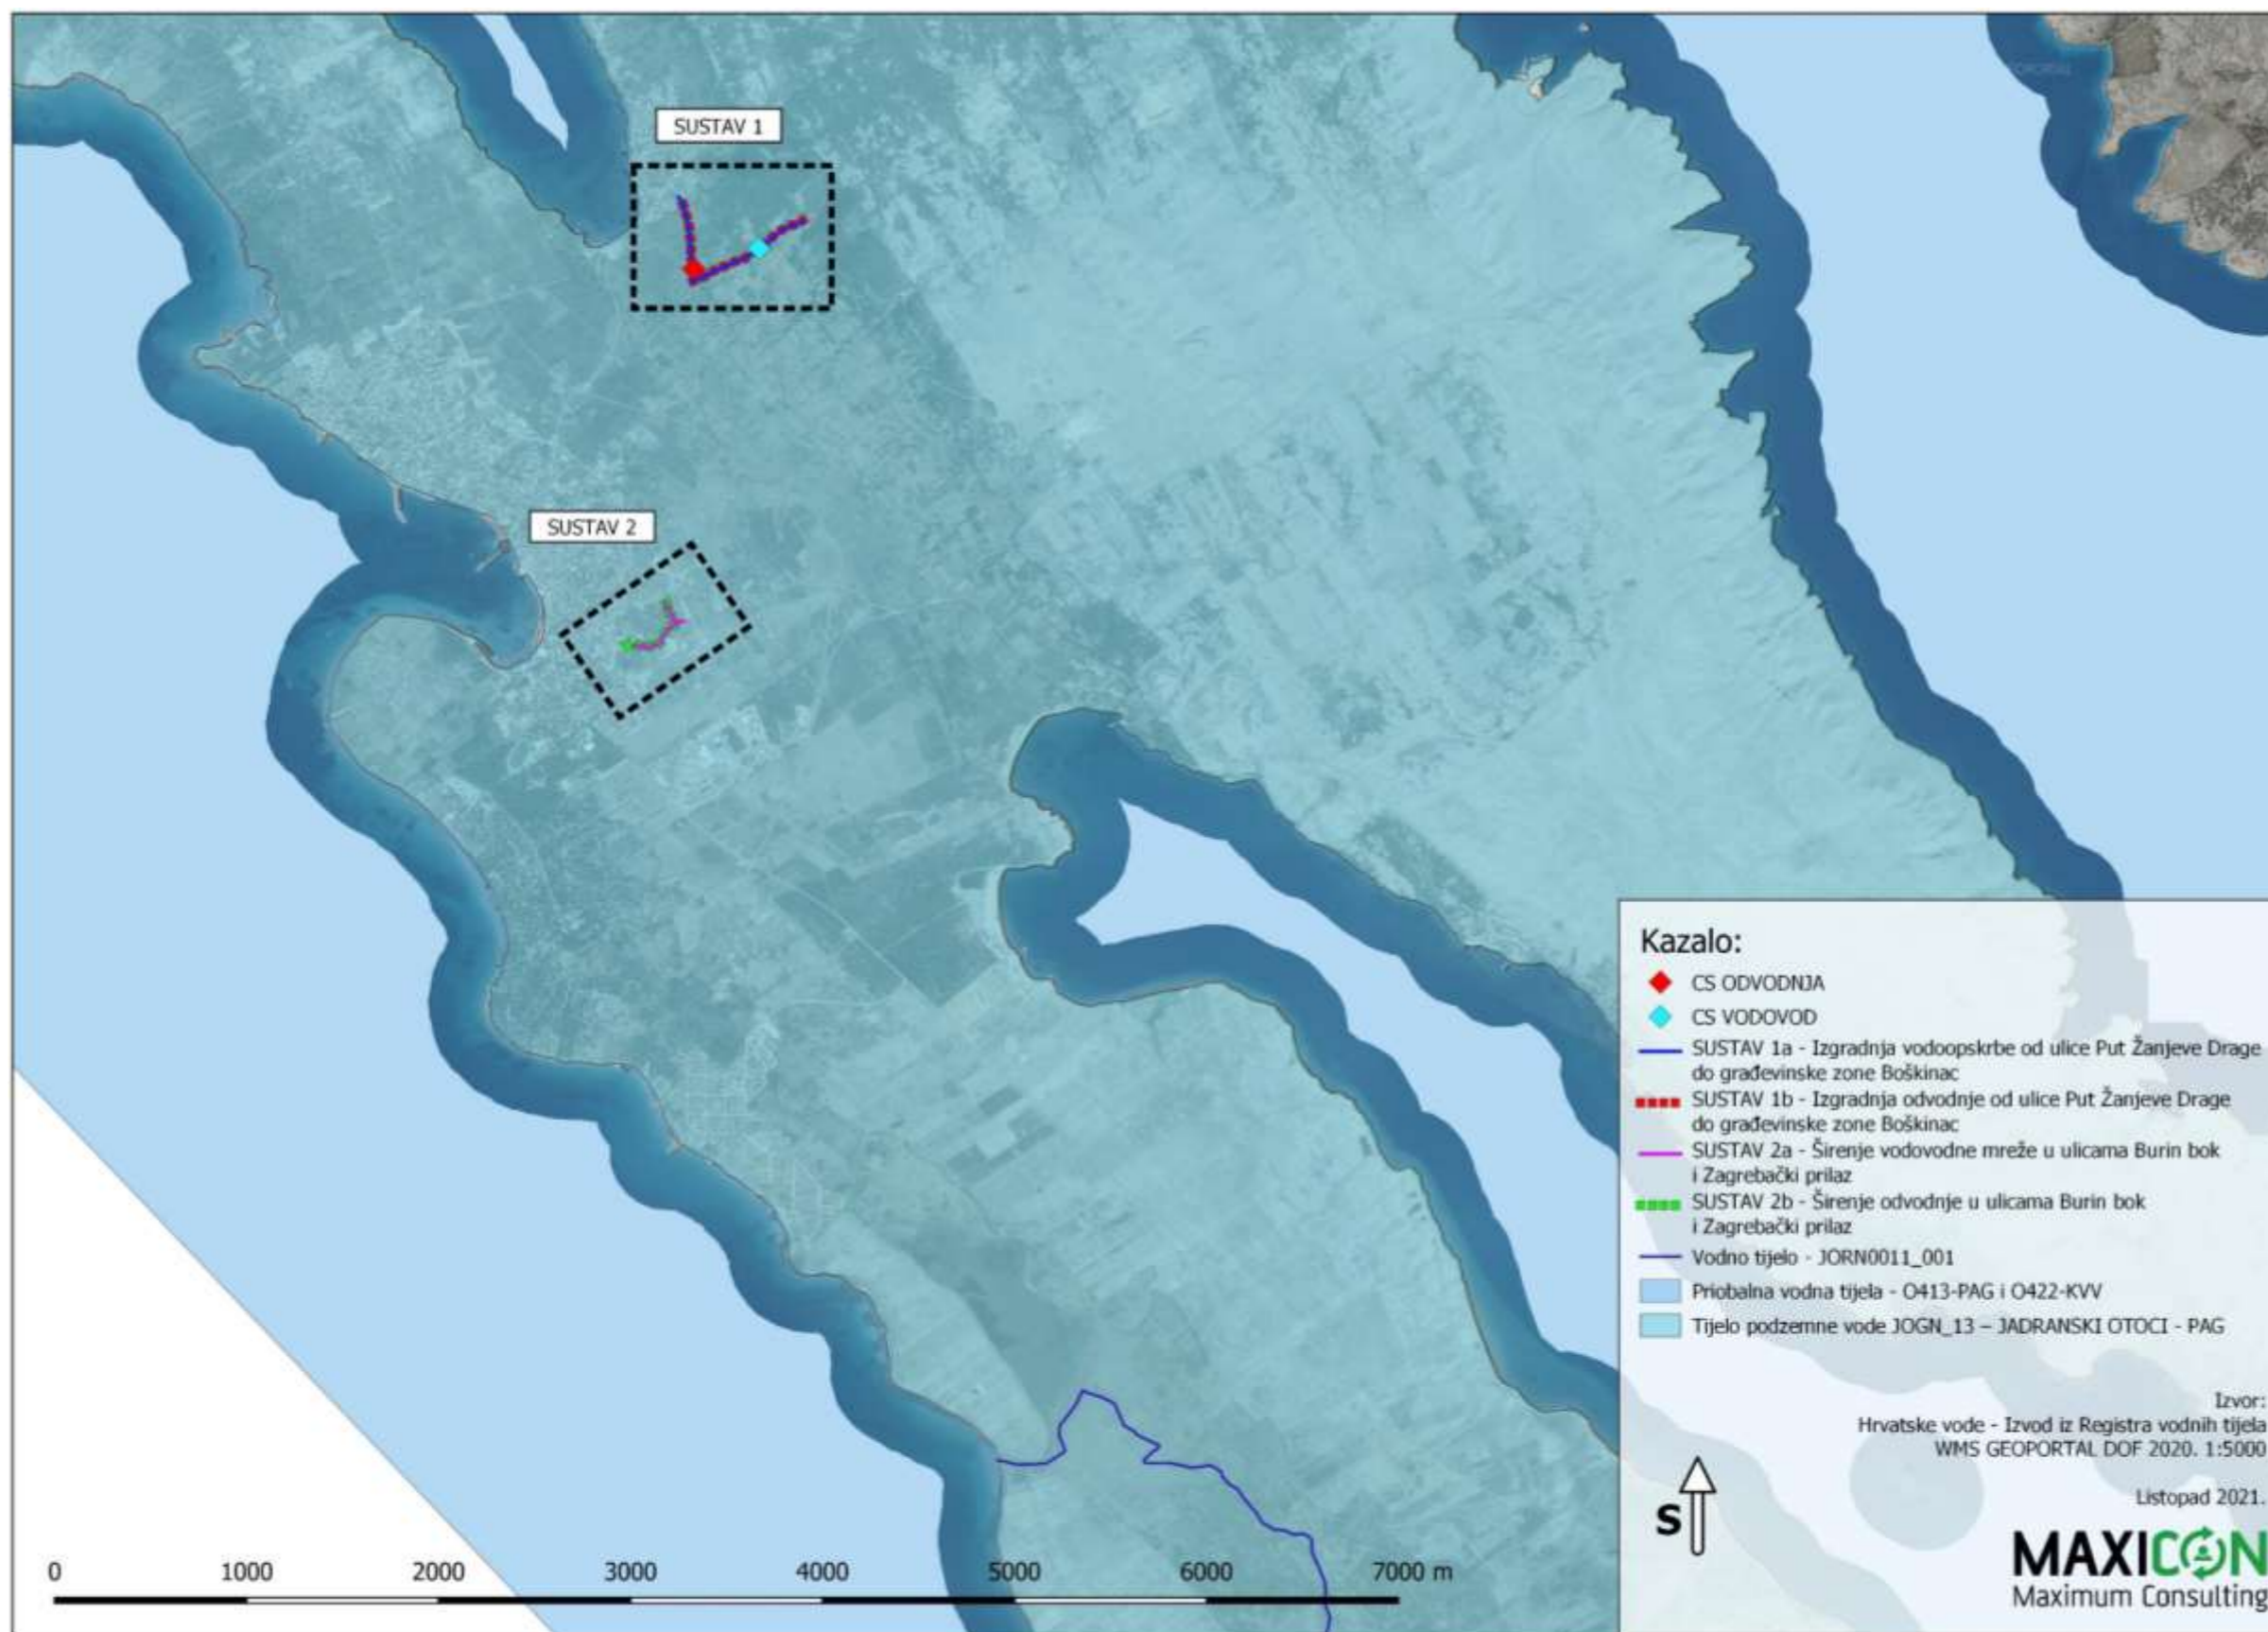 SUSTAV 1
SUSTAV 2
Kazalo:
CS ODVODNJA
CS VODOVOD
SUSTAV 1a - Izgradnja vodoopskrbe od ulice Put Žanjeve Drage
do građevinske zone Boškinac
SUSTAV 1b - Izgradnja odvodnje od ulice Put Žanjeve Drage
do građevinske zone Boškinac
SUSTAV 2a - Širenje vodovodne mreže u ulicama Burin bok
i Zagrebački prilaz
SUSTAV 2b - Širenje odvodnje u ulicama Burin bok
i Zagrebački prilaz
Vodno tijelo - JORN0011_001
Priobalna vodna tijela - O413-PAG i O422-KVV
Tijelo podzemne vode JOGN_13 – JADRANSKI OTOCI - PAG
Izvor:
Hrvatske vode - Izvod iz Registra vodnih tijela
WMS GEOPORTAL DOF 2020. 1:5000
Listopad 2021.
S
MAXICON
Maximum Consulting
0 1000 2000 3000 4000 5000 6000 7000 m